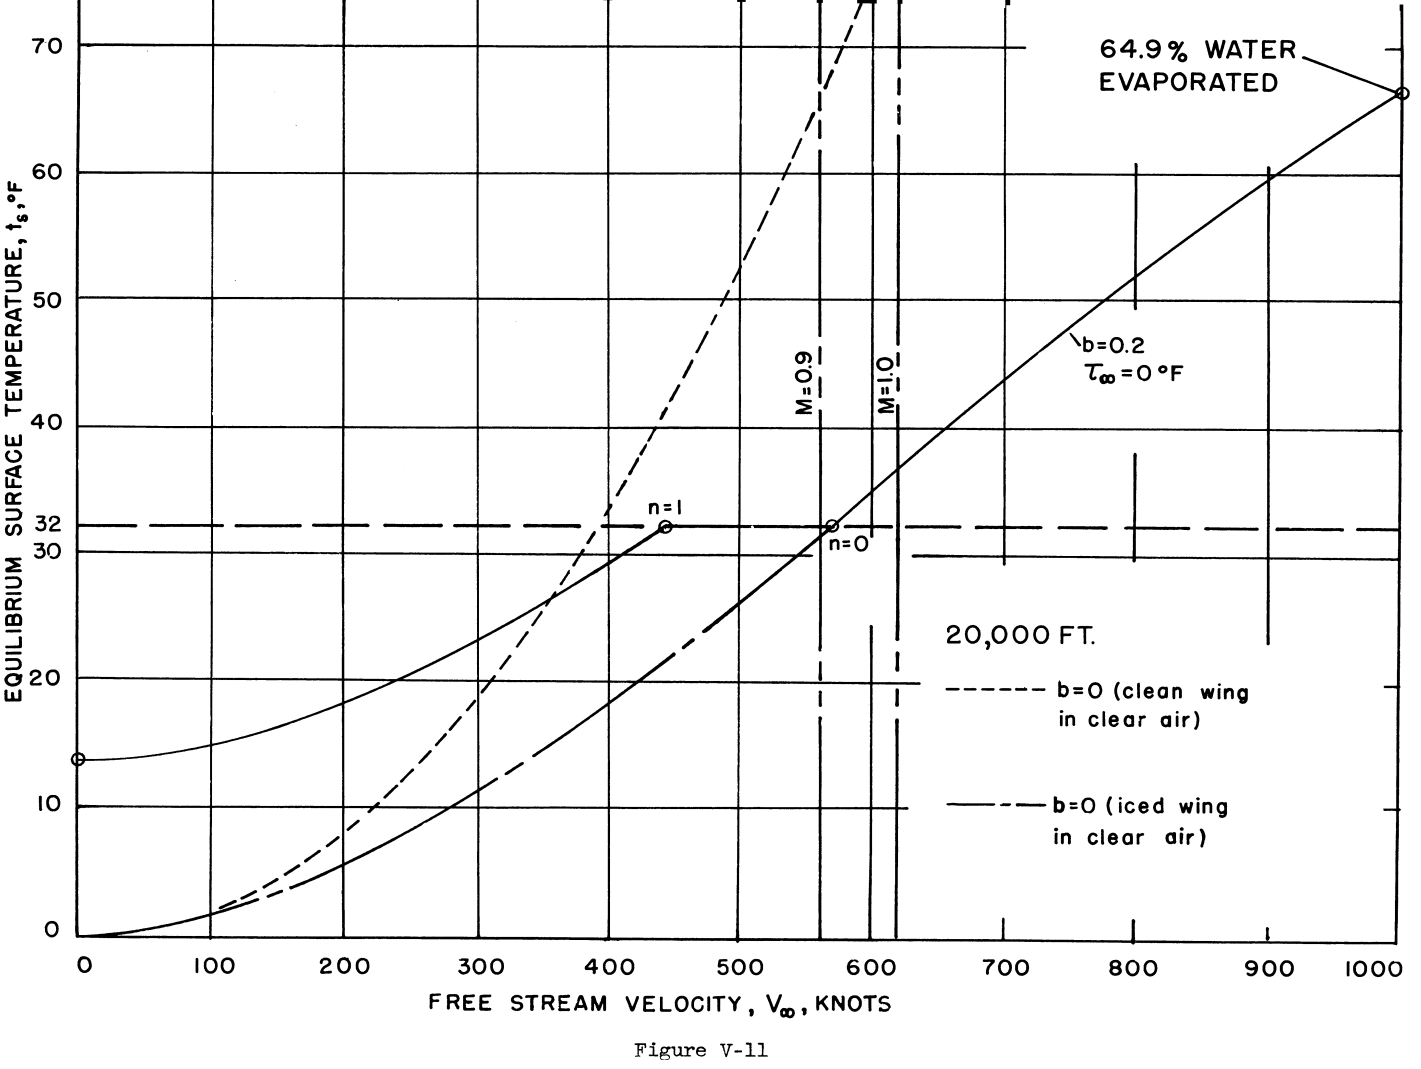 70
64.9% WATER
EVAPORATED
60
EQUILIBRIUM SURFACE TEMPERATURE, tₛ, °F
50
M=0.9
M=1.0
b=0.2
τ∞=0 °F
40
n=1
32
n=0
30
20,000 FT.
20
b=0 (clean wing
in clear air)
10
b=0 (iced wing
in clear air)
0
0 100 200 300 400 500 600 700 800 900 1000
FREE STREAM VELOCITY, V∞, KNOTS
Figure V-11